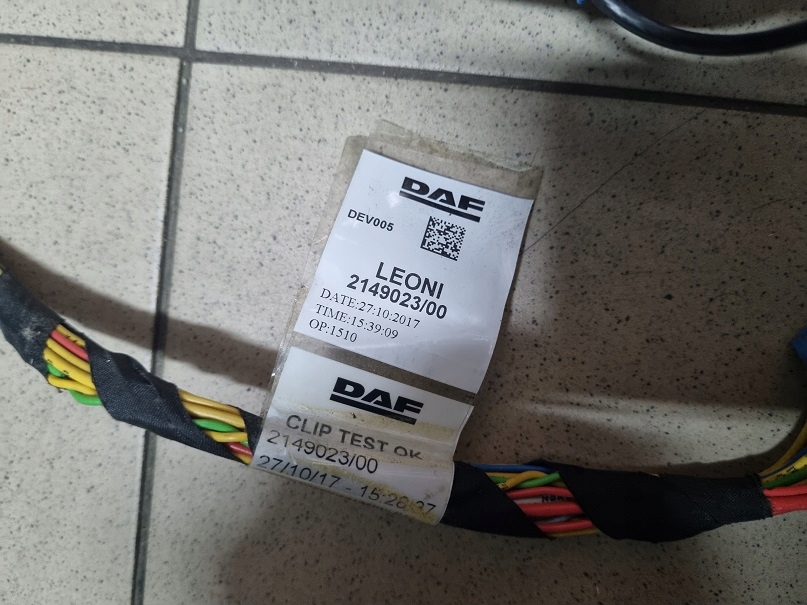 DAF
DEV005
LEONI
2149023/00
DATE:27:10:2017
TIME:15:39:09
OP:1510
DAF
CLIP TEST OK
2149023/00
27/10/17 - 15:26:37